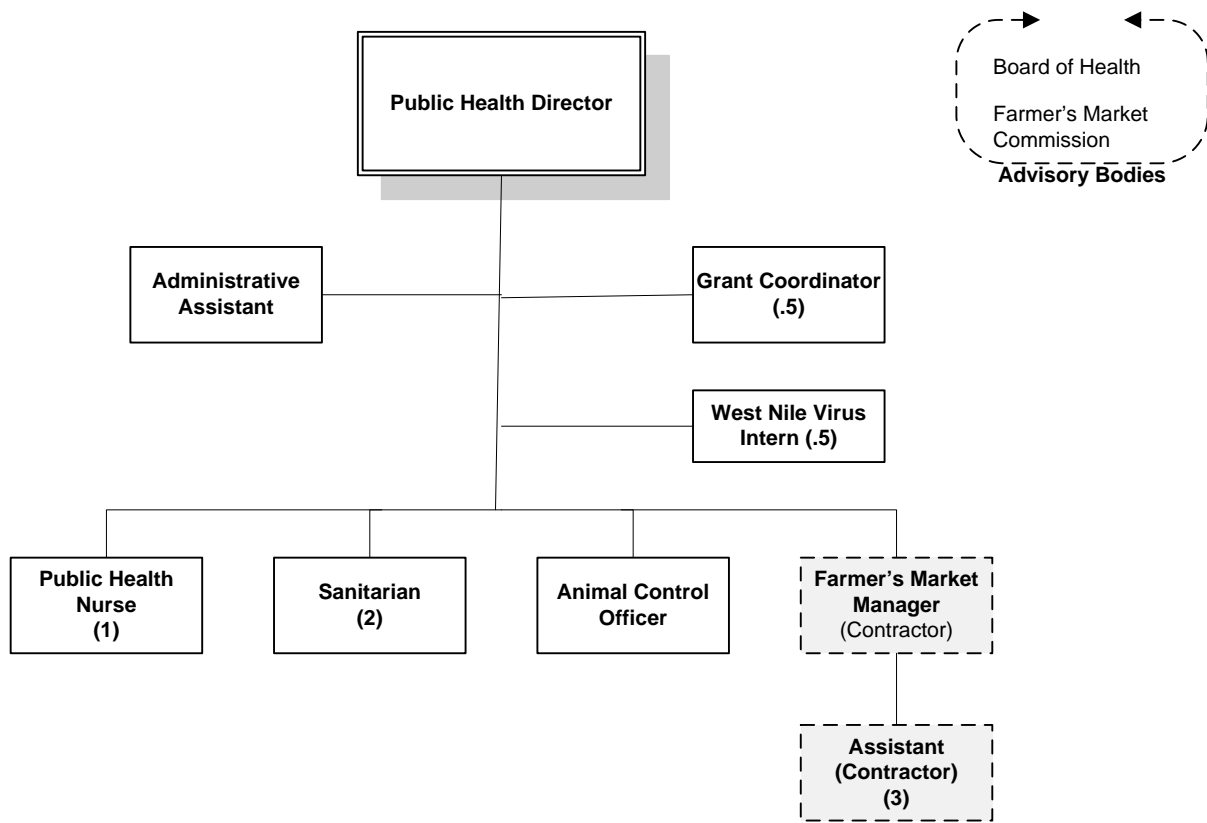 Public Health Director
Board of Health
Farmer’s Market
Commission
Advisory Bodies
Administrative
Assistant
Grant Coordinator
(.5)
West Nile Virus
Intern (.5)
Public Health
Nurse
(1)
Sanitarian
(2)
Animal Control
Officer
Farmer’s Market
Manager
(Contractor)
Assistant
(Contractor)
(3)